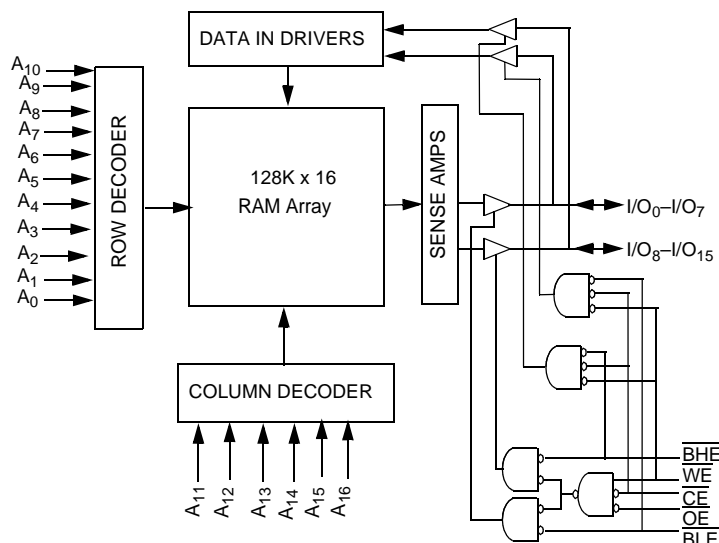 DATA IN DRIVERS
A10
A9
A8
A7
A6
A5
A4
A3
A2
A1
A0
ROW DECODER
128K x 16
RAM Array
SENSE AMPS
I/O0–I/O7
I/O8–I/O15
COLUMN DECODER
A11
A12
A13
A14
A15
A16
BHE
WE
CE
OE
BLE